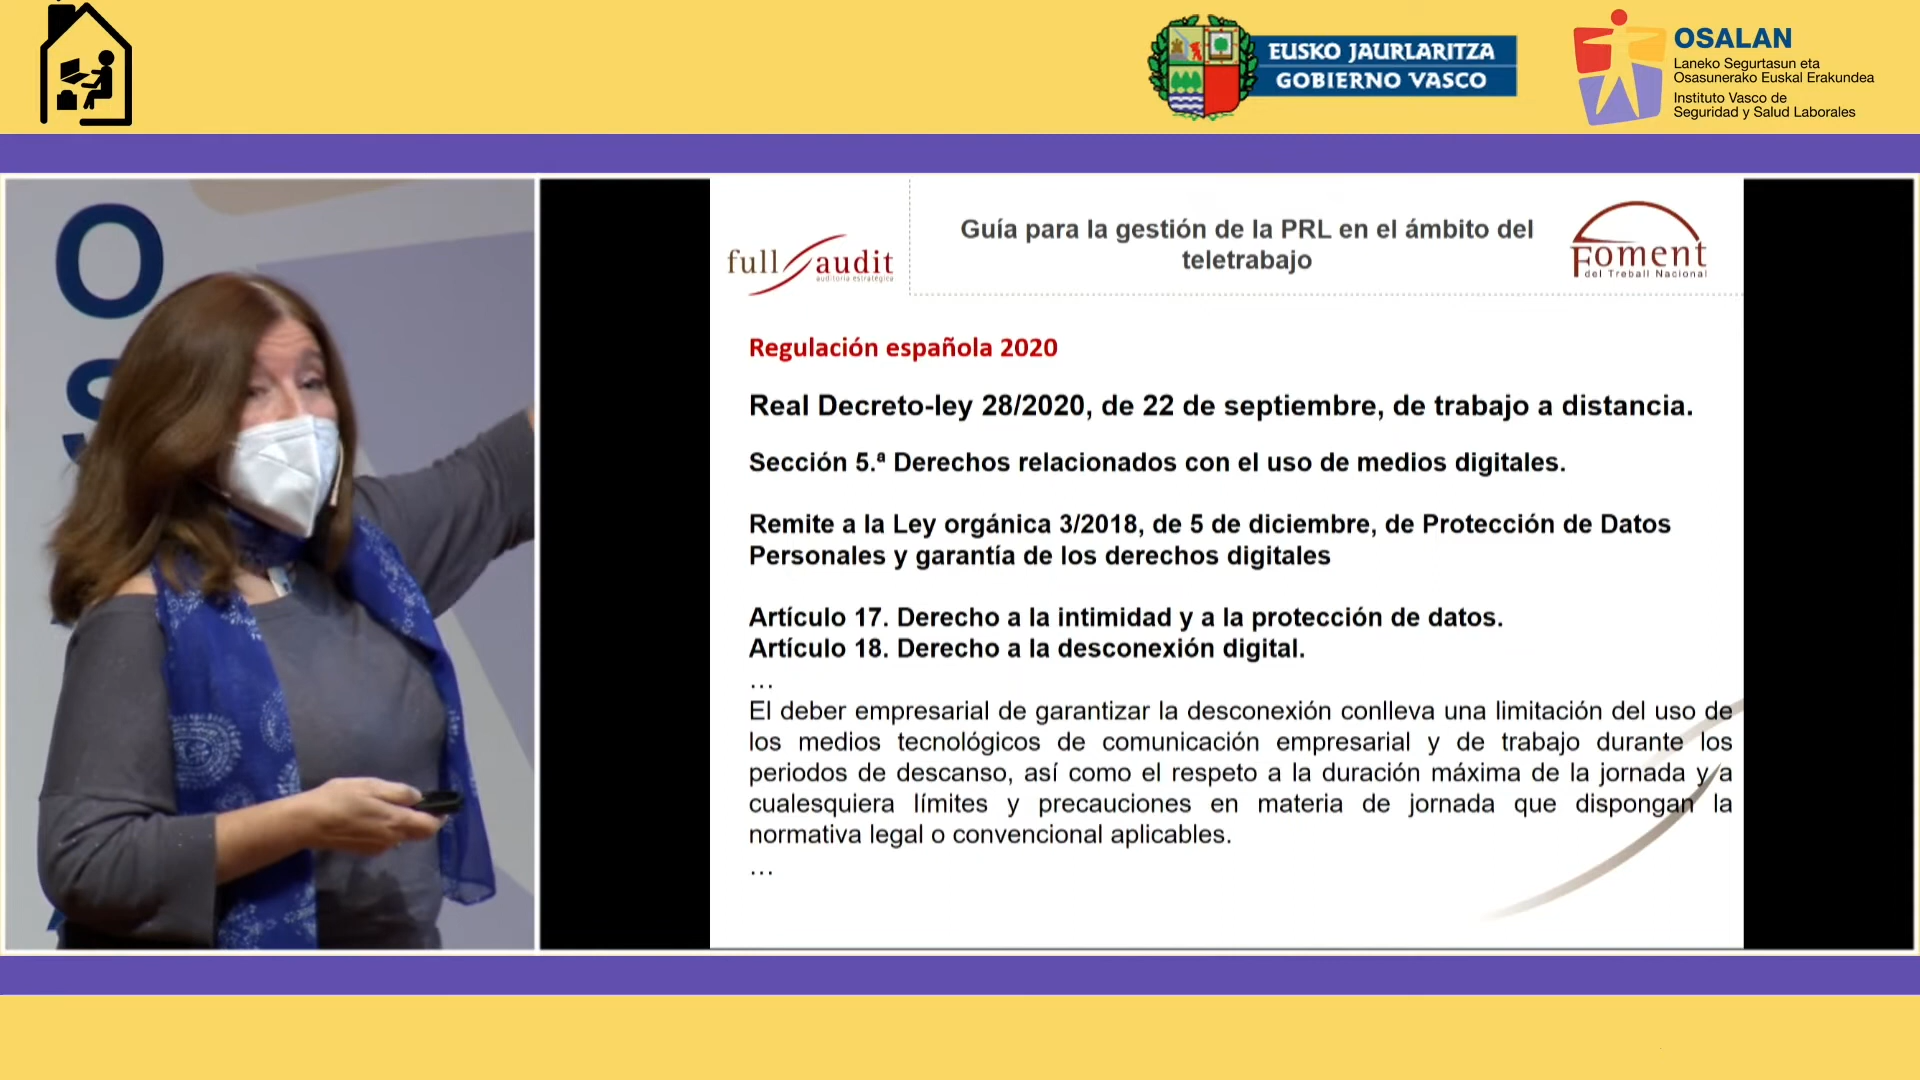 EUSKO JAURLARITZA
GOBIERNO VASCO
OSALAN
Laneko Segurtasun eta
Osasunerako Euskal Erakundea
Instituto Vasco de
Seguridad y Salud Laborales
O
S
full audit
auditoria estratègica
Guía para la gestión de la PRL en el ámbito del
teletrabajo
Foment
del Treball Nacional
Regulación española 2020
Real Decreto-ley 28/2020, de 22 de septiembre, de trabajo a distancia.
Sección 5.ª Derechos relacionados con el uso de medios digitales.
Remite a la Ley orgánica 3/2018, de 5 de diciembre, de Protección de Datos
Personales y garantía de los derechos digitales
Artículo 17. Derecho a la intimidad y a la protección de datos.
Artículo 18. Derecho a la desconexión digital.
…
El deber empresarial de garantizar la desconexión conlleva una limitación del uso de
los medios tecnológicos de comunicación empresarial y de trabajo durante los
periodos de descanso, así como el respeto a la duración máxima de la jornada y a
cualesquiera límites y precauciones en materia de jornada que dispongan la
normativa legal o convencional aplicables.
…